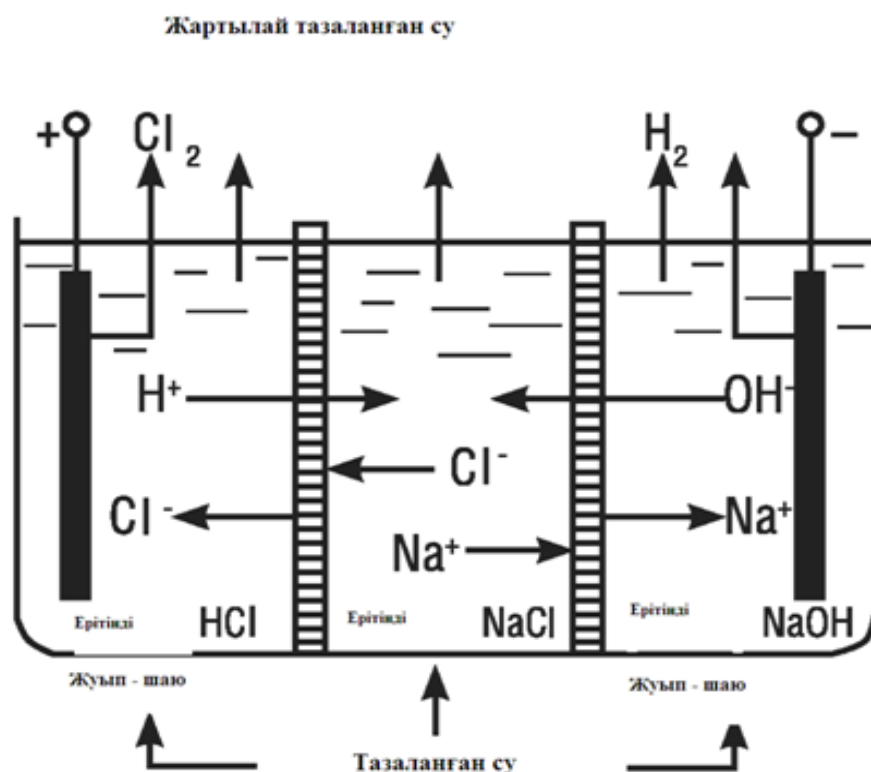 Жартылай тазаланған су
+ Cl₂ H₂ −
H⁺ OH⁻
Cl⁻
Cl⁻ Na⁺
Na⁺
Ерітінді HCl Ерітінді NaCl Ерітінді NaOH
Жуып - шаю Жуып - шаю
Тазаланған су